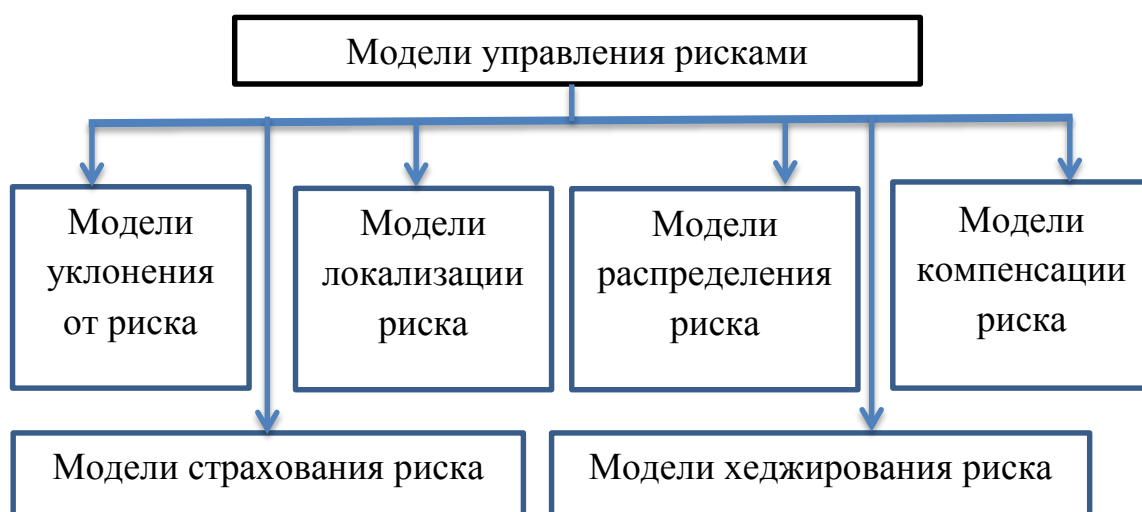 Модели управления рисками
Модели
уклонения
от риска
Модели
локализации
риска
Модели
распределения
риска
Модели
компенсации
риска
Модели страхования риска
Модели хеджирования риска